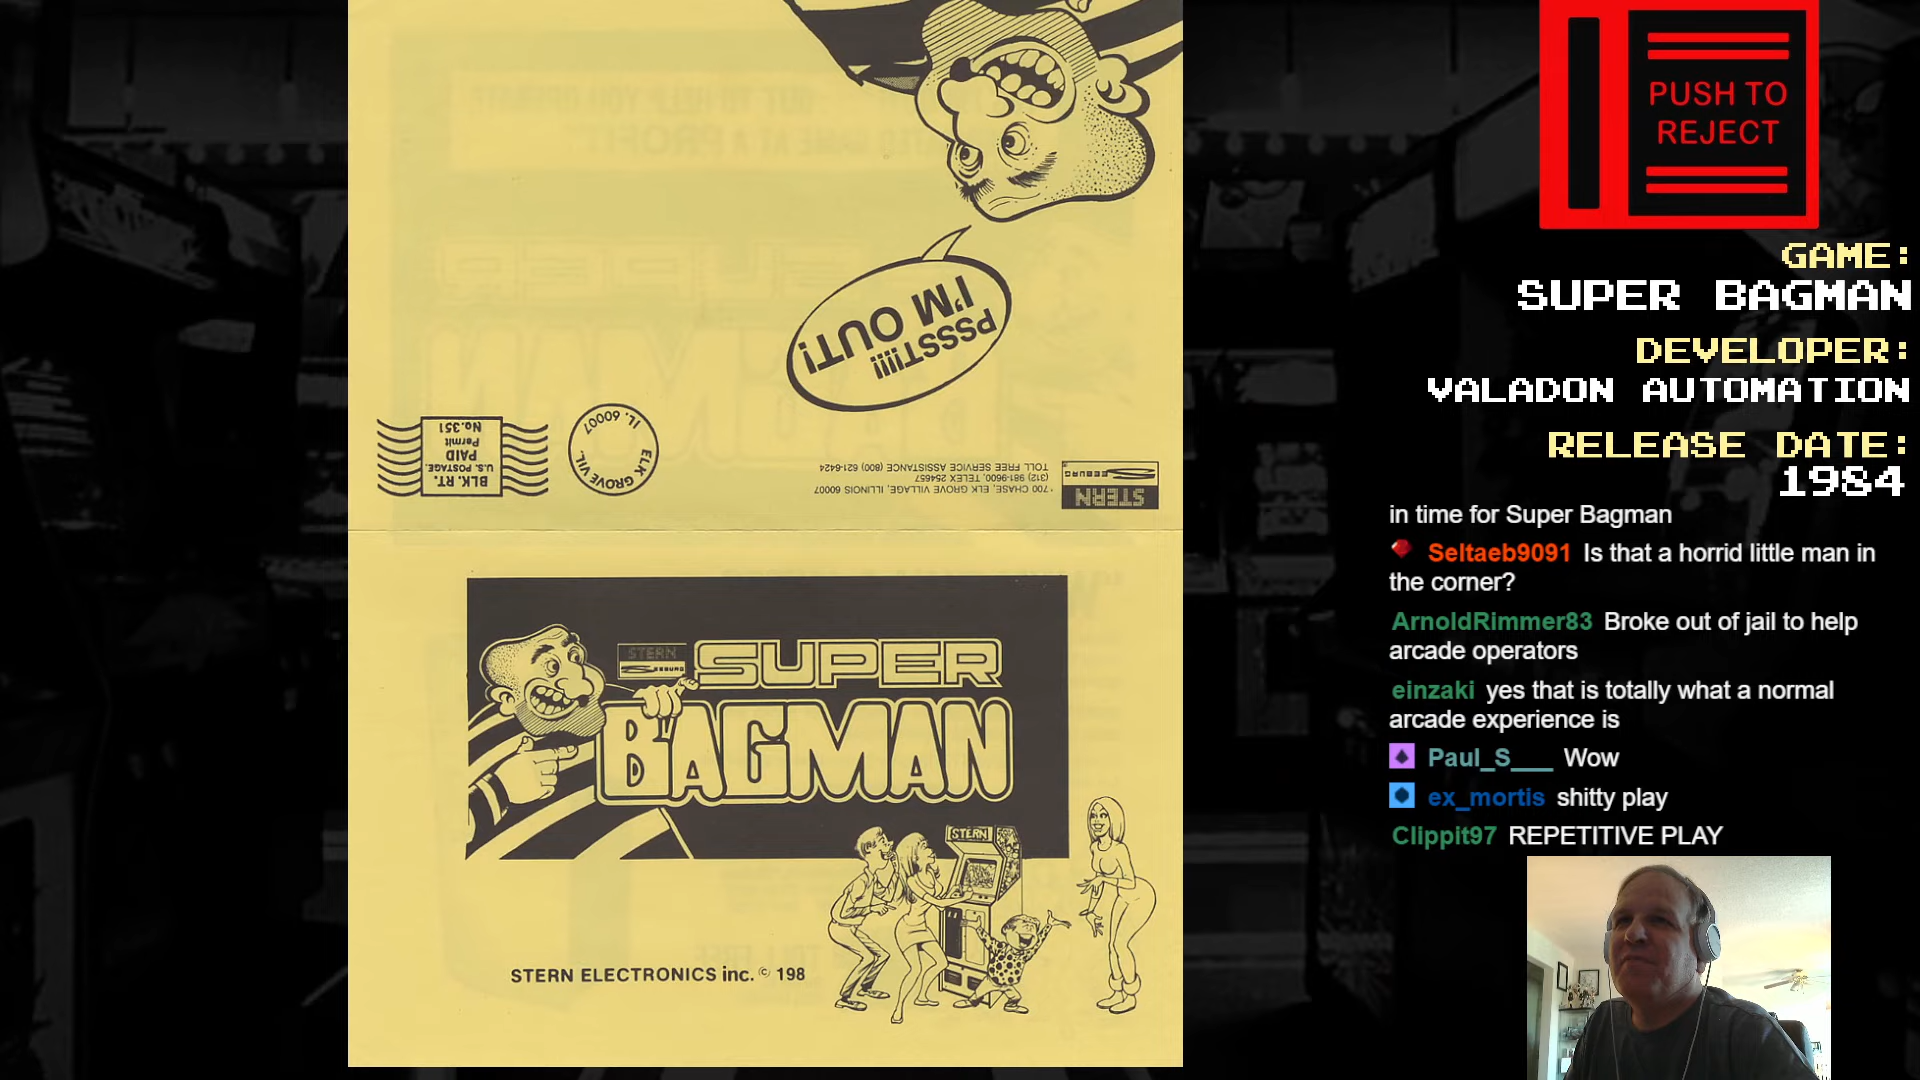 PSSST!!!!
I'M OUT!
BLK. RT.
U.S. POSTAGE.
PAID
Permit
No.351
ELK GROVE VIL.
IL. 60007
STERN
SEEBURG
700 CHASE, ELK GROVE VILLAGE, ILLINOIS 60007
(312) 981-9600, TELEX 254657
TOLL FREE SERVICE ASSISTANCE (800) 621-6424
STERN
SEEBURG
SUPER
BAGMAN
STERN
STERN ELECTRONICS inc. © 198
PUSH TO
REJECT
GAME:
SUPER BAGMAN
DEVELOPER:
VALADON AUTOMATION
RELEASE DATE:
1984
in time for Super Bagman
Seltaeb9091 Is that a horrid little man in
the corner?
ArnoldRimmer83 Broke out of jail to help
arcade operators
einzaki yes that is totally what a normal
arcade experience is
Paul_S___ Wow
ex_mortis shitty play
Clippit97 REPETITIVE PLAY